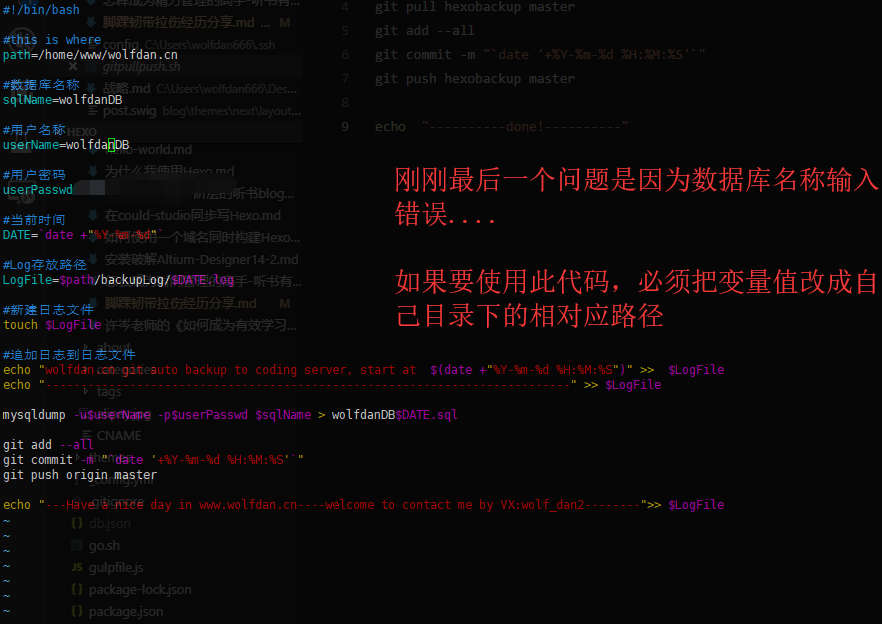 #!/bin/bash
#this is where
path=/home/www/wolfdan.cn
#数据库名称
sqlName=wolfdanDB
#用户名称
userName=wolfdanDB
#用户密码
userPasswd
#当前时间
DATE=`date +"%Y-%m-%d"`
#Log存放路径
LogFile=$path/backupLog/$DATE.log
#新建日志文件
touch $LogFile
#追加日志到日志文件
echo "wolfdan.cn git auto backup to coding server, start at  $(date +"%Y-%m-%d %H:%M:%S")" >>  $LogFile
echo "---------------------------------------------------------------------------" >> $LogFile
mysqldump -u$userName -p$userPasswd $sqlName > wolfdanDB$DATE.sql
git add --all
git commit -m "`date '+%Y-%m-%d %H:%M:%S'`"
git push origin master
echo "---Have a nice day in www.wolfdan.cn----welcome to contact me by VX:wolf_dan2--------">> $LogFile
~
~
~
~
~
~
~
脚踝韧带拉伤经历分享.md ... M
config C:\Users\wolfdan666\.ssh
gitpullpush.sh
战略.md C:\Users\wolfdan666\Des...
post.swig blog\themes\next\layout...
HEXO
hello-world.md
为什么我使用Hexo.md
在could-studio同步写Hexo.md
如何使用一个域名同时构建Hexo...
安装破解Altium-Designer14-2.md
脚踝韧带拉伤经历分享.md M
许岑老师的《如何成为有效学习...
about
categories
tags
CNAME
themes
_config.yml
.gitignore
db.json
go.sh
gulpfile.js
package-lock.json
package.json
4 git pull hexobackup master
5 git add --all
6 git commit -m "`date '+%Y-%m-%d %H:%M:%S'`"
7 git push hexobackup master
8
9 echo  "----------done!----------"
刚刚最后一个问题是因为数据库名称输入
错误....
如果要使用此代码，必须把变量值改成自
己目录下的相对应路径